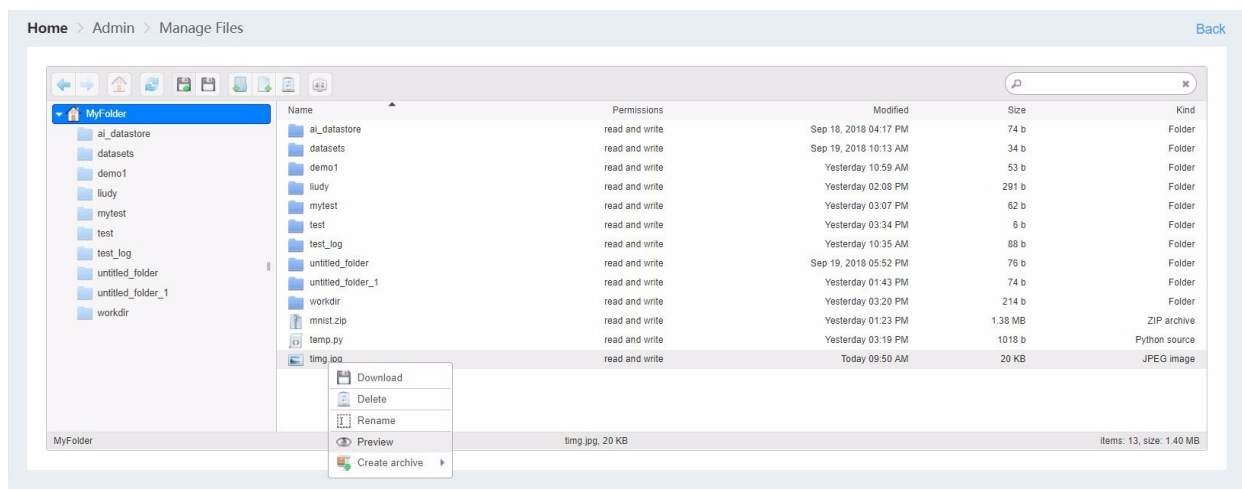 Home > Admin > Manage Files
Back
MyFolder
ai_datastore
datasets
demo1
liudy
mytest
test
test_log
untitled_folder
untitled_folder_1
workdir
Name Permissions Modified Size Kind
ai_datastore read and write Sep 18, 2018 04:17 PM 74 b Folder
datasets read and write Sep 19, 2018 10:13 AM 34 b Folder
demo1 read and write Yesterday 10:59 AM 53 b Folder
liudy read and write Yesterday 02:08 PM 291 b Folder
mytest read and write Yesterday 03:07 PM 62 b Folder
test read and write Yesterday 03:34 PM 6 b Folder
test_log read and write Yesterday 10:35 AM 88 b Folder
untitled_folder read and write Sep 19, 2018 05:52 PM 76 b Folder
untitled_folder_1 read and write Yesterday 01:43 PM 74 b Folder
workdir read and write Yesterday 03:20 PM 214 b Folder
mnist.zip read and write Yesterday 01:23 PM 1.38 MB ZIP archive
temp.py read and write Yesterday 03:19 PM 1018 b Python source
timg.jpg read and write Today 09:50 AM 20 KB JPEG image
Download
Delete
Rename
Preview
Create archive
MyFolder timg.jpg, 20 KB items: 13, size: 1.40 MB